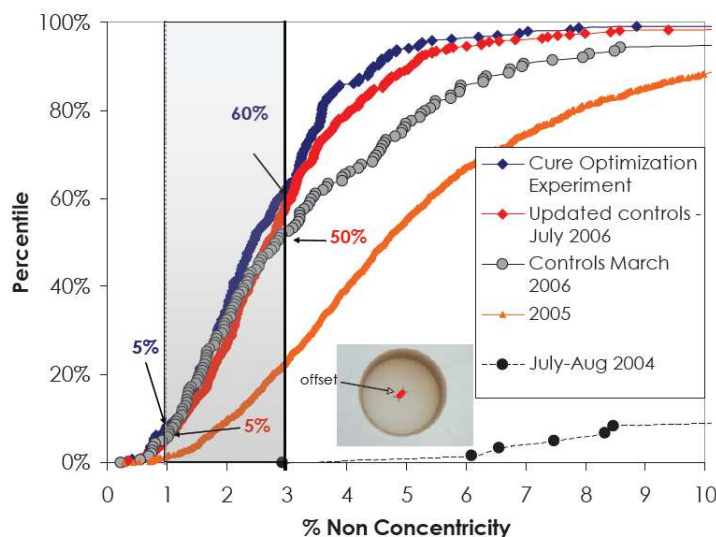 100%
80%
60%
40%
20%
0%
Percentile
0 1 2 3 4 5 6 7 8 9 10
% Non Concentricity
60%
50%
5%
5%
offset
Cure Optimization
Experiment
Updated controls -
July 2006
Controls March
2006
2005
July-Aug 2004